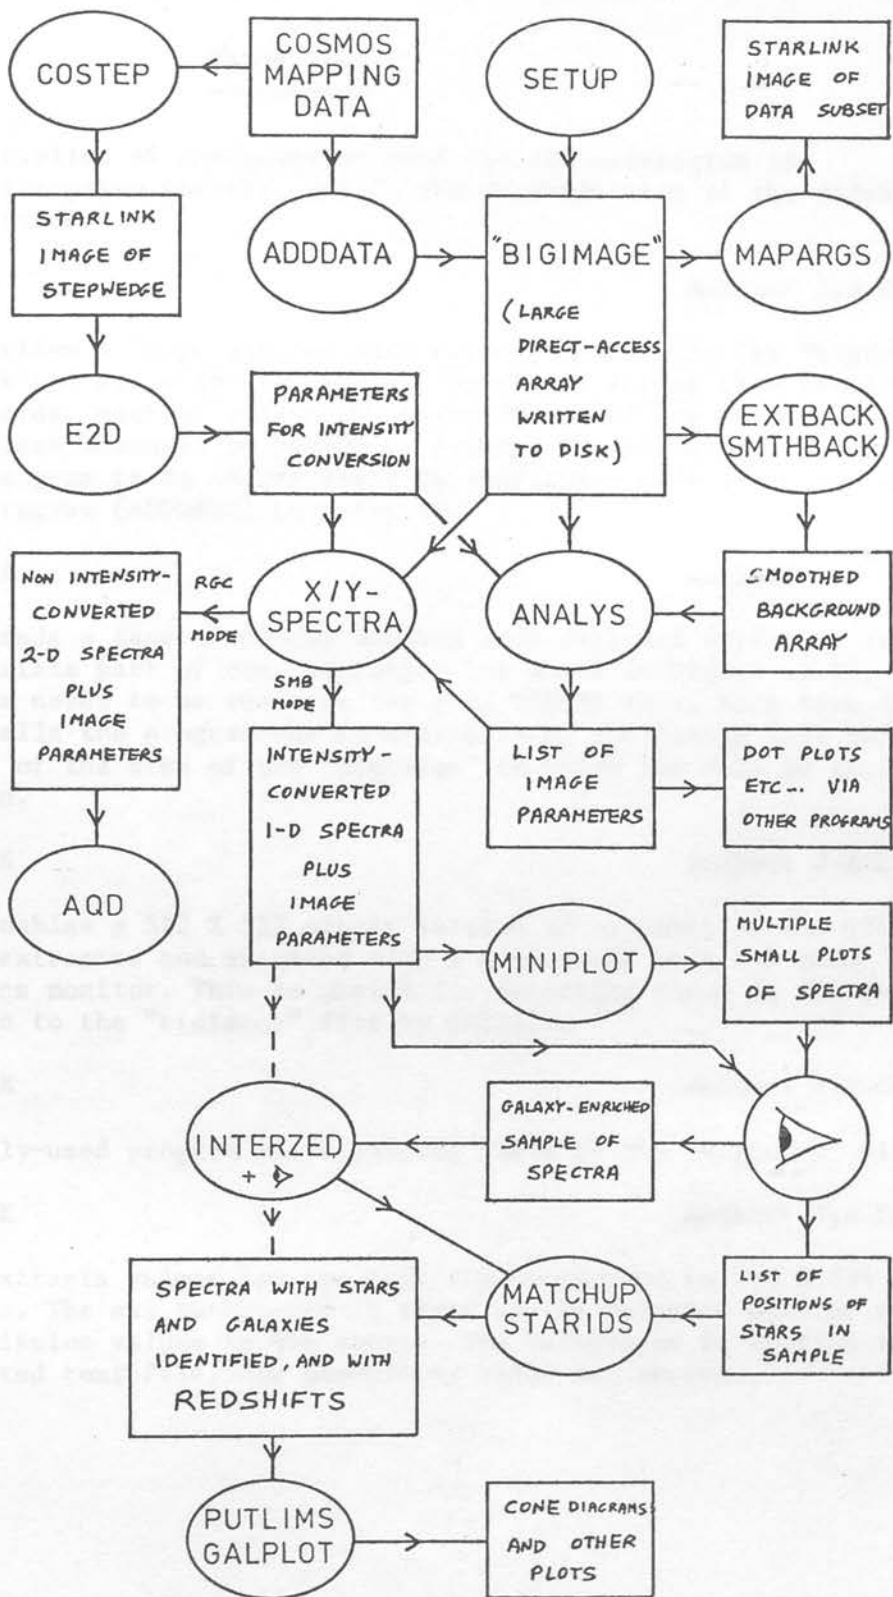 COSTEP
COSMOS
MAPPING
DATA
SETUP
STARLINK
IMAGE OF
DATA SUBSET
STARLINK
IMAGE OF
STEPWEDGE
ADDDATA
"BIGIMAGE"
(LARGE
DIRECT-ACCESS
ARRAY
WRITTEN
TO DISK)
MAPARGS
E2D
PARAMETERS
FOR INTENSITY
CONVERSION
EXTBACK
SMTHBACK
NON INTENSITY-
CONVERTED
2-D SPECTRA
PLUS
IMAGE
PARAMETERS
RGC
MODE
X/Y-
SPECTRA
ANALYS
SMOOTHED
BACKGROUND
ARRAY
SMB
MODE
INTENSITY-
CONVERTED
1-D SPECTRA
PLUS
IMAGE
PARAMETERS
LIST OF
IMAGE
PARAMETERS
DOT PLOTS
ETC... VIA
OTHER PROGRAMS
AQD
MINIPLOT
MULTIPLE
SMALL PLOTS
OF SPECTRA
INTERZED
+
GALAXY-ENRICHED
SAMPLE OF
SPECTRA
SPECTRA WITH STARS
AND GALAXIES
IDENTIFIED, AND WITH
REDSHIFTS
MATCHUP
STARIDS
LIST OF
POSITIONS OF
STARS IN
SAMPLE
PUTLIMS
GALPLOT
CONE DIAGRAMS
AND OTHER
PLOTS